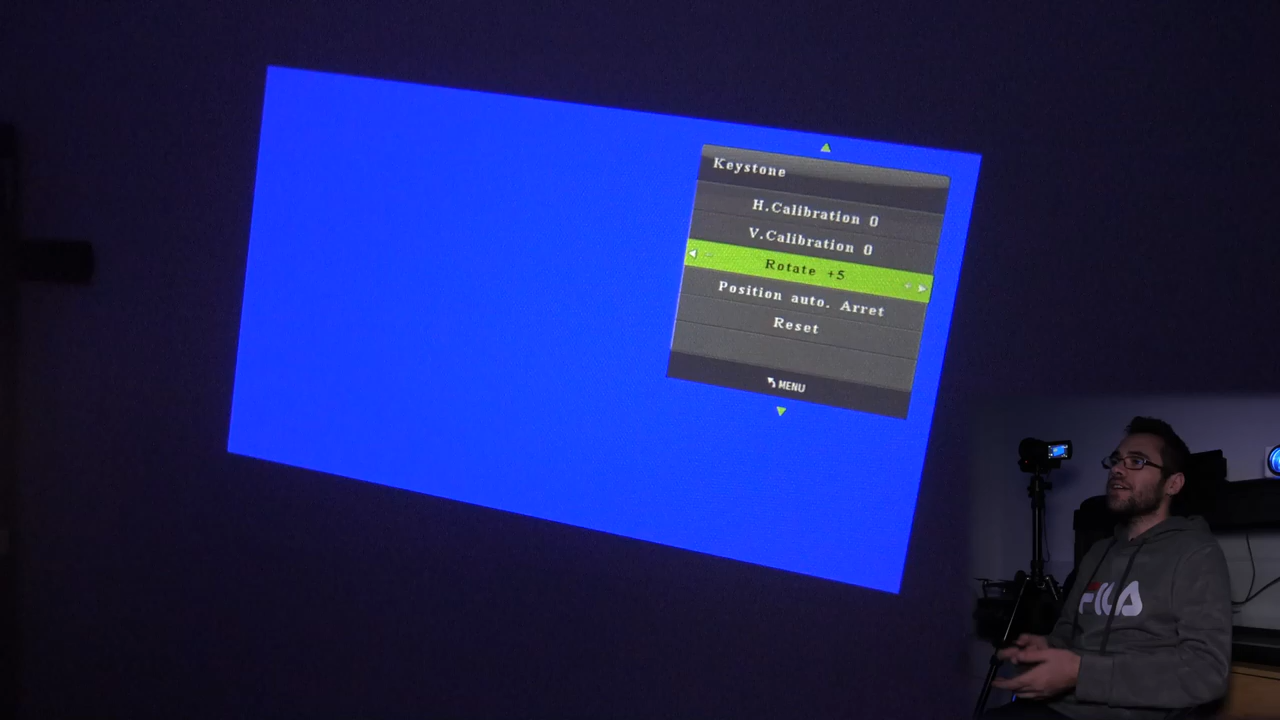 Keystone
H.Calibration 0
V.Calibration 0
- Rotate +5 +
Position auto. Arret
Reset
MENU
FILA